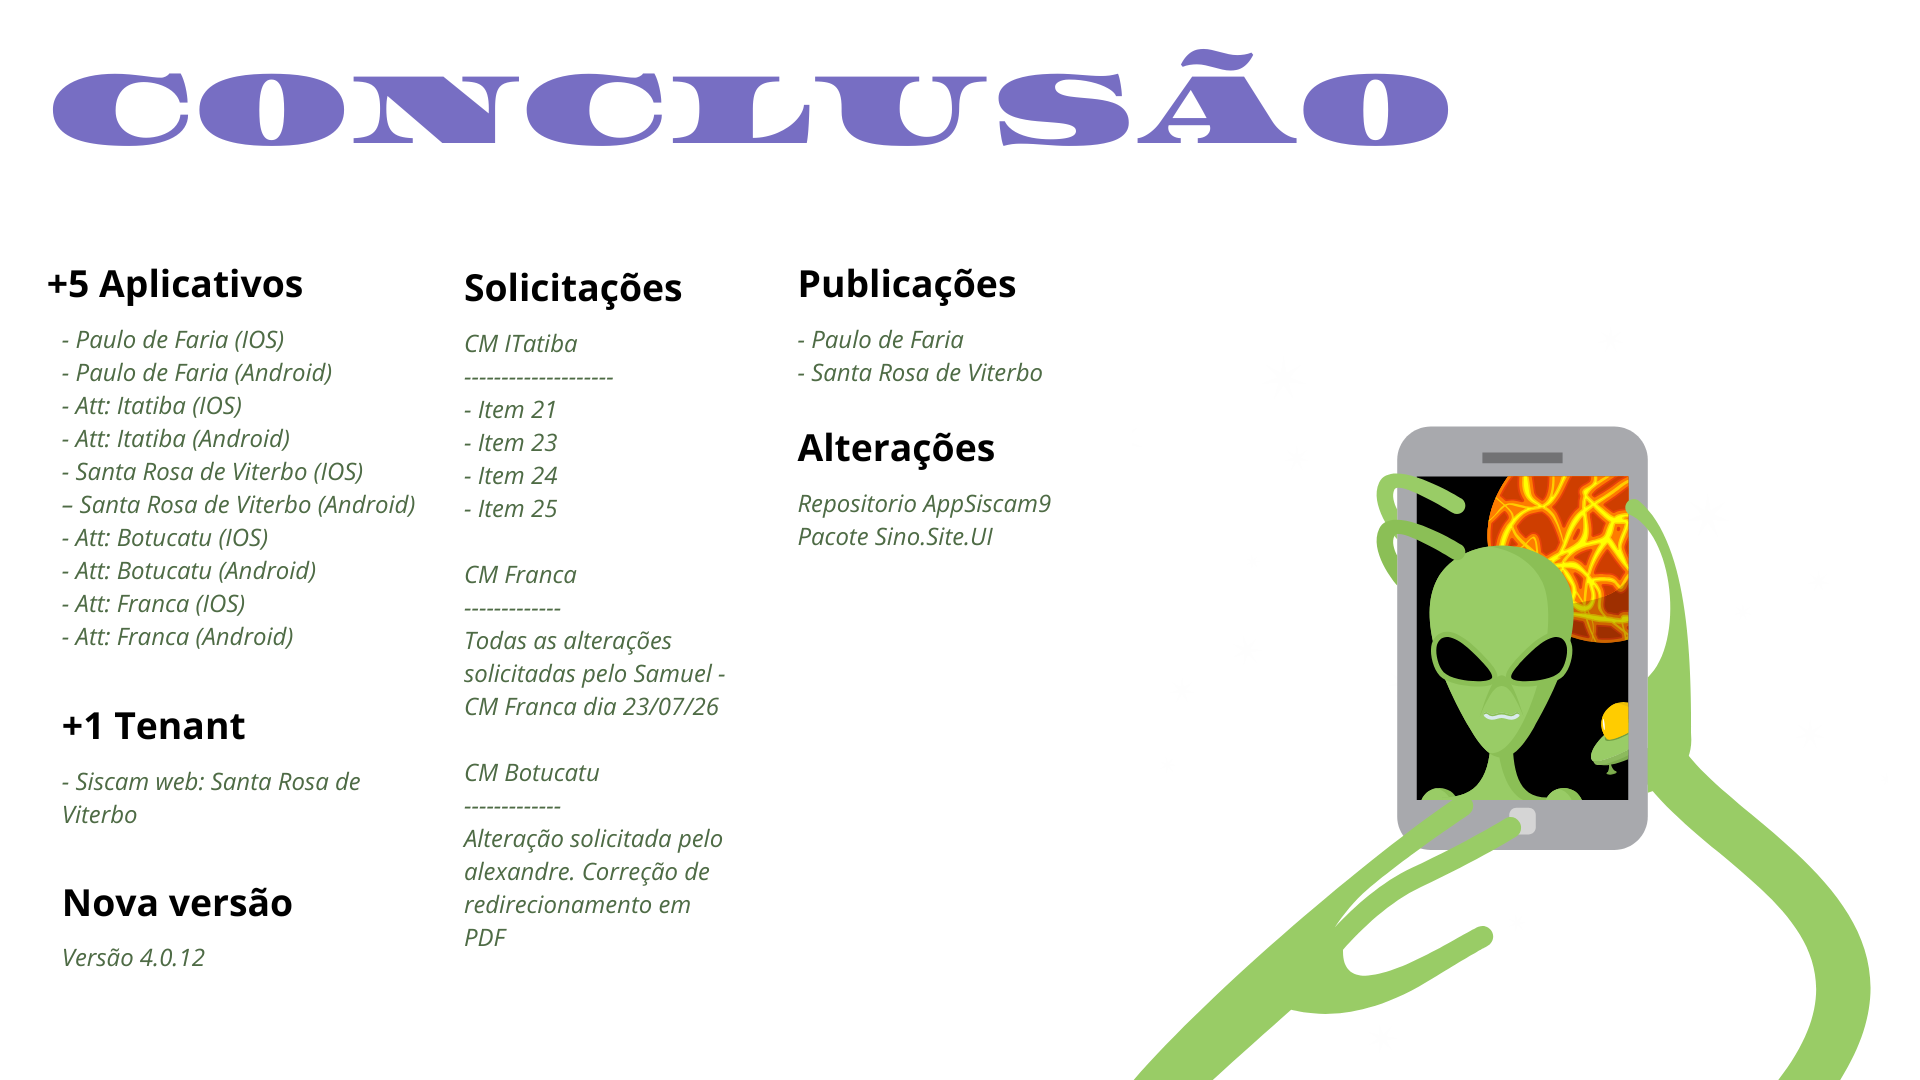 CONCLUSÃO
+5 Aplicativos
- Paulo de Faria (IOS)
- Paulo de Faria (Android)
- Att: Itatiba (IOS)
- Att: Itatiba (Android)
- Santa Rosa de Viterbo (IOS)
– Santa Rosa de Viterbo (Android)
- Att: Botucatu (IOS)
- Att: Botucatu (Android)
- Att: Franca (IOS)
- Att: Franca (Android)
+1 Tenant
- Siscam web: Santa Rosa de
Viterbo
Nova versão
Versão 4.0.12
Solicitações
CM ITatiba
--------------------
- Item 21
- Item 23
- Item 24
- Item 25
CM Franca
-------------
Todas as alterações
solicitadas pelo Samuel -
CM Franca dia 23/07/26
CM Botucatu
-------------
Alteração solicitada pelo
alexandre. Correção de
redirecionamento em
PDF
Publicações
- Paulo de Faria
- Santa Rosa de Viterbo
Alterações
Repositorio AppSiscam9
Pacote Sino.Site.UI